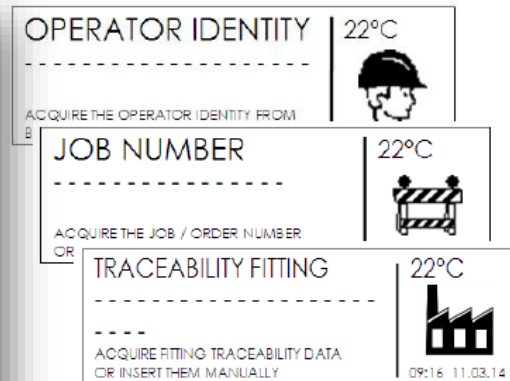 OPERATOR IDENTITY
22°C
- - - - - - - - - - - - - - - - - - - -
ACQUIRE THE OPERATOR IDENTITY FROM
B
JOB NUMBER
22°C
- - - - - - - - - - - - - - - -
ACQUIRE THE JOB / ORDER NUMBER
OR
TRACEABILITY FITTING
22°C
- - - - - - - - - - - - - - - - - - - -
- - - -
ACQUIRE FITTING TRACEABILITY DATA
OR INSERT THEM MANUALLY
09:16 11.03.14